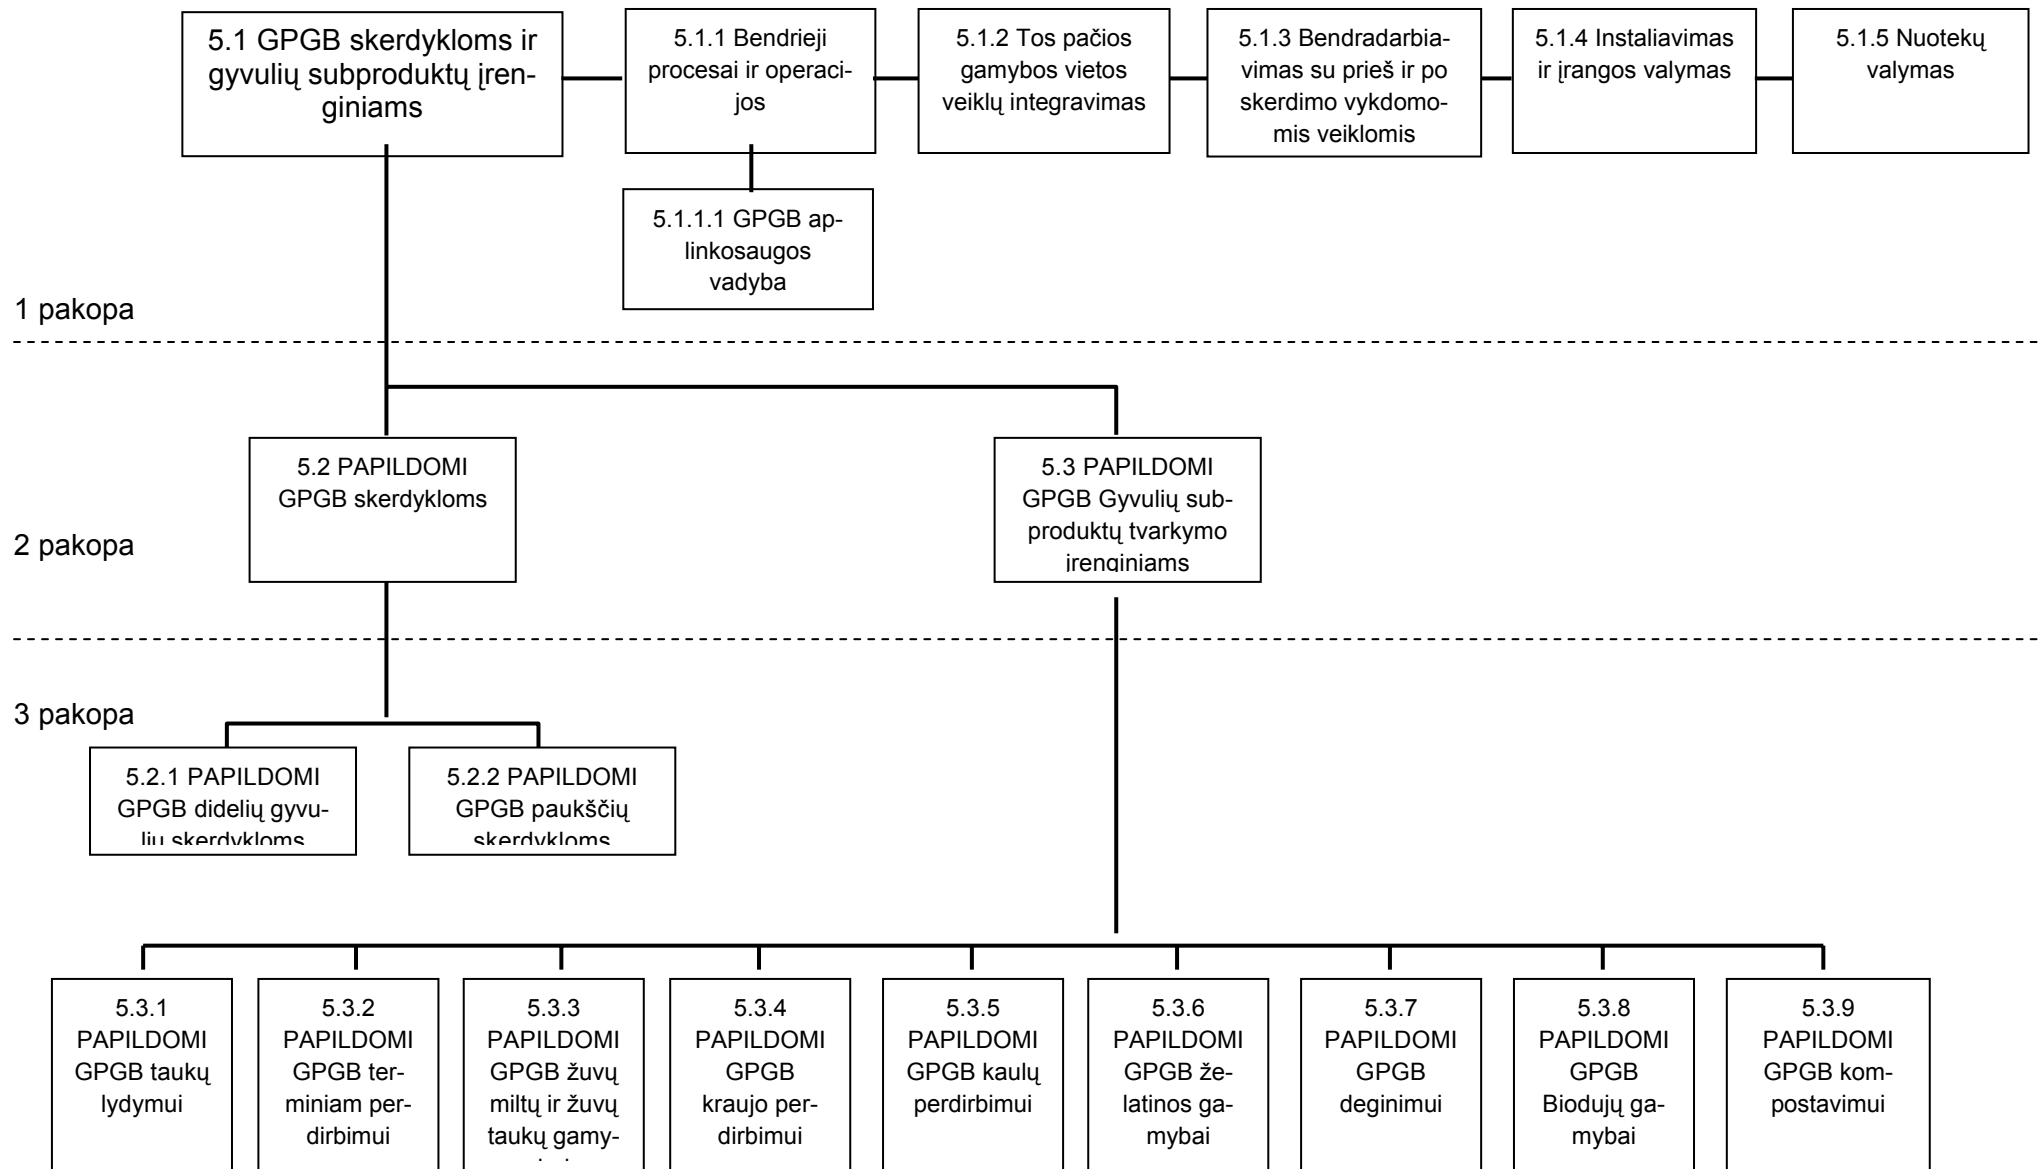 5.1 GPGB skerdykloms ir
gyvulių subproduktų įren-
giniams
5.1.1 Bendrieji
procesai ir operaci-
jos
5.1.2 Tos pačios
gamybos vietos
veiklų integravimas
5.1.3 Bendradarbia-
vimas su prieš ir po
skerdimo vykdomo-
mis veiklomis
5.1.4 Instaliavimas
ir įrangos valymas
5.1.5 Nuotekų
valymas
5.1.1.1 GPGB ap-
linkosaugos
vadyba
1 pakopa
5.2 PAPILDOMI
GPGB skerdykloms
5.3 PAPILDOMI
GPGB Gyvulių sub-
produktų tvarkymo
įrenginiams
2 pakopa
3 pakopa
5.2.1 PAPILDOMI
GPGB didelių gyvu-
lių skerdykloms
5.2.2 PAPILDOMI
GPGB paukščių
skerdykloms
5.3.1
PAPILDOMI
GPGB taukų
lydymui
5.3.2
PAPILDOMI
GPGB ter-
miniam per-
dirbimui
5.3.3
PAPILDOMI
GPGB žuvų
miltų ir žuvų
taukų gamy-
5.3.4
PAPILDOMI
GPGB
kraujo per-
dirbimui
5.3.5
PAPILDOMI
GPGB kaulų
perdirbimui
5.3.6
PAPILDOMI
GPGB že-
latinos ga-
mybai
5.3.7
PAPILDOMI
GPGB
deginimui
5.3.8
PAPILDOMI
GPGB
Biodujų ga-
mybai
5.3.9
PAPILDOMI
GPGB kom-
postavimui